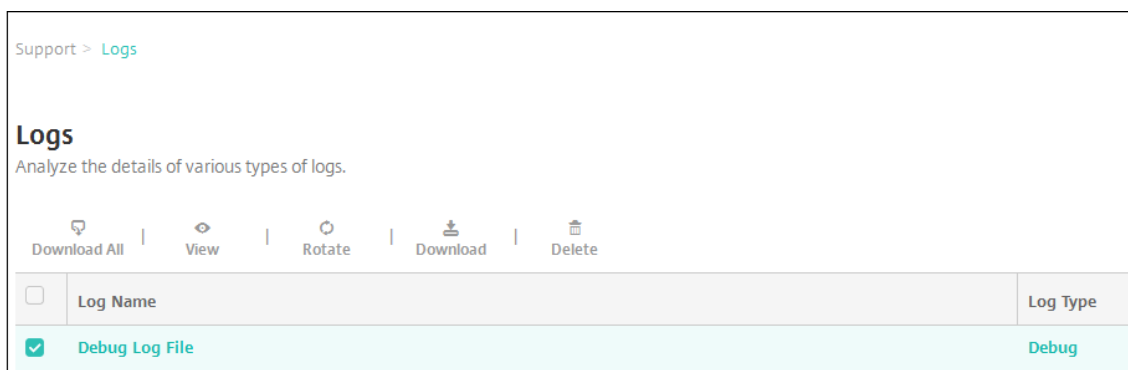 Support > Logs
Logs
Analyze the details of various types of logs.
Download All | View | Rotate | Download | Delete
Log Name Log Type
Debug Log File Debug